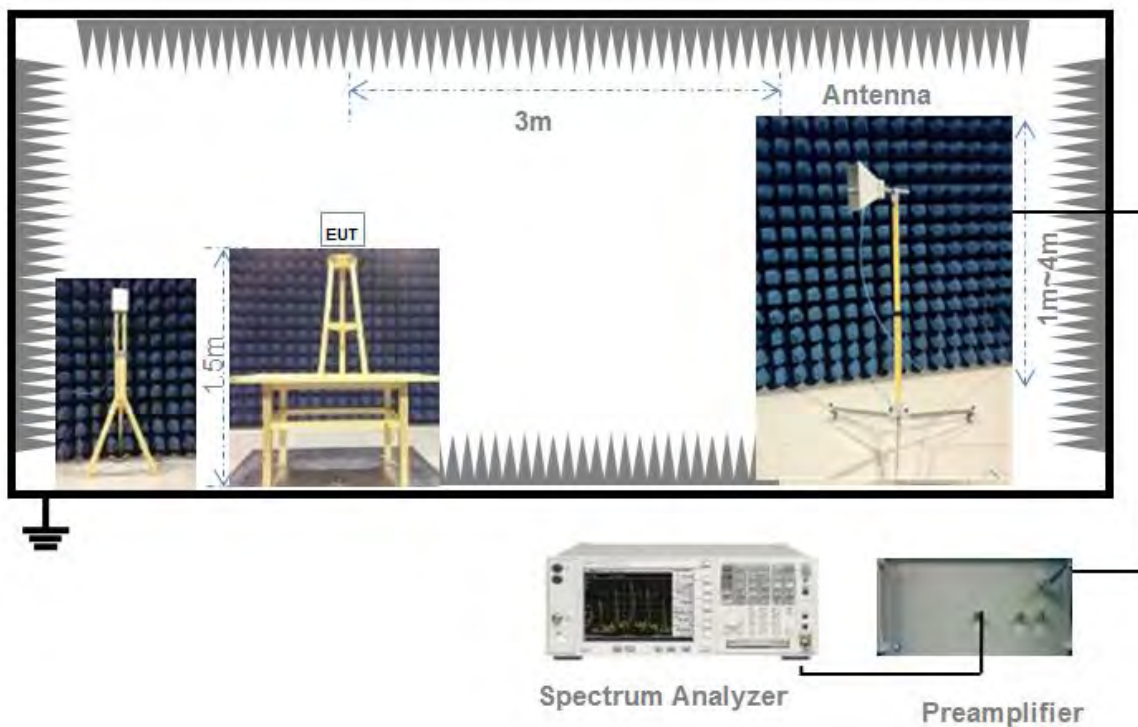 3m
Antenna
EUT
1.5m
1m~4m
Spectrum Analyzer
Preamplifier